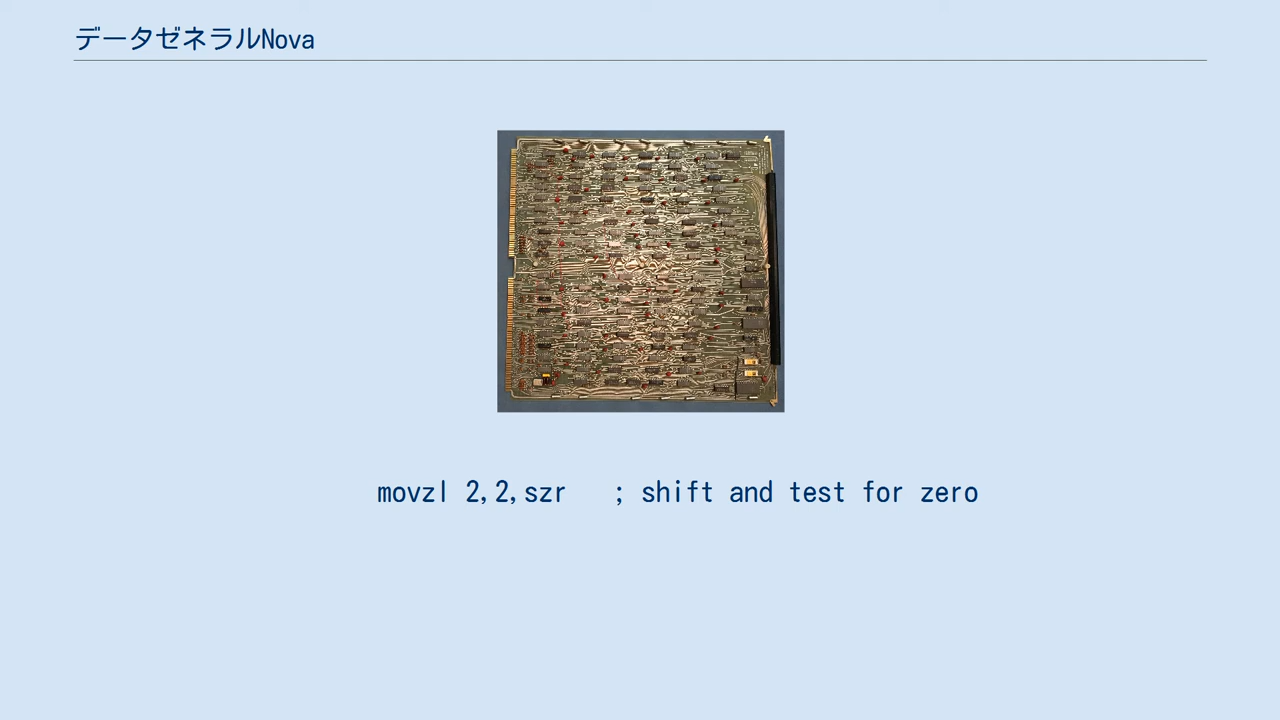 データゼネラルNova
movzl 2,2,szr   ; shift and test for zero